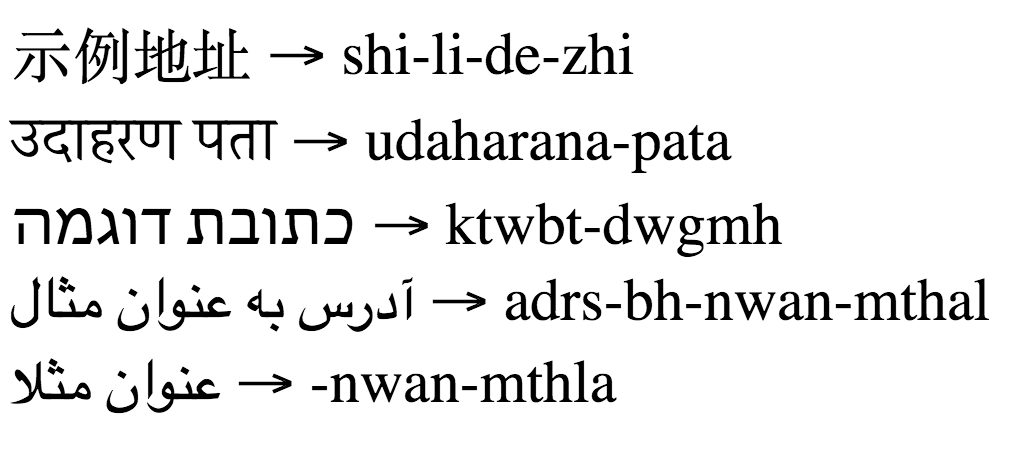 示例地址 → shi-li-de-zhi
उदाहरण पता → udaharana-pata
כתובת דוגמה → ktwbt-dwgmh
آدرس به عنوان مثال → adrs-bh-nwan-mthal
عنوان مثلا → -nwan-mthla